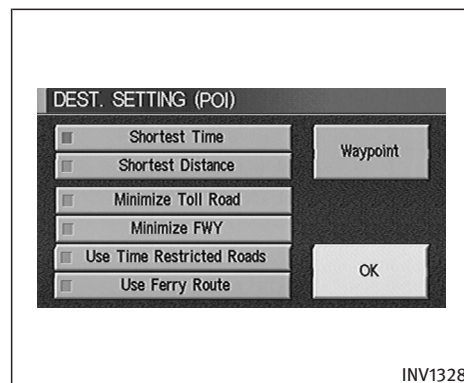 DEST. SETTING (POI)
Shortest Time
Shortest Distance
Minimize Toll Road
Minimize FWY
Use Time Restricted Roads
Use Ferry Route
Waypoint
OK
INV1328